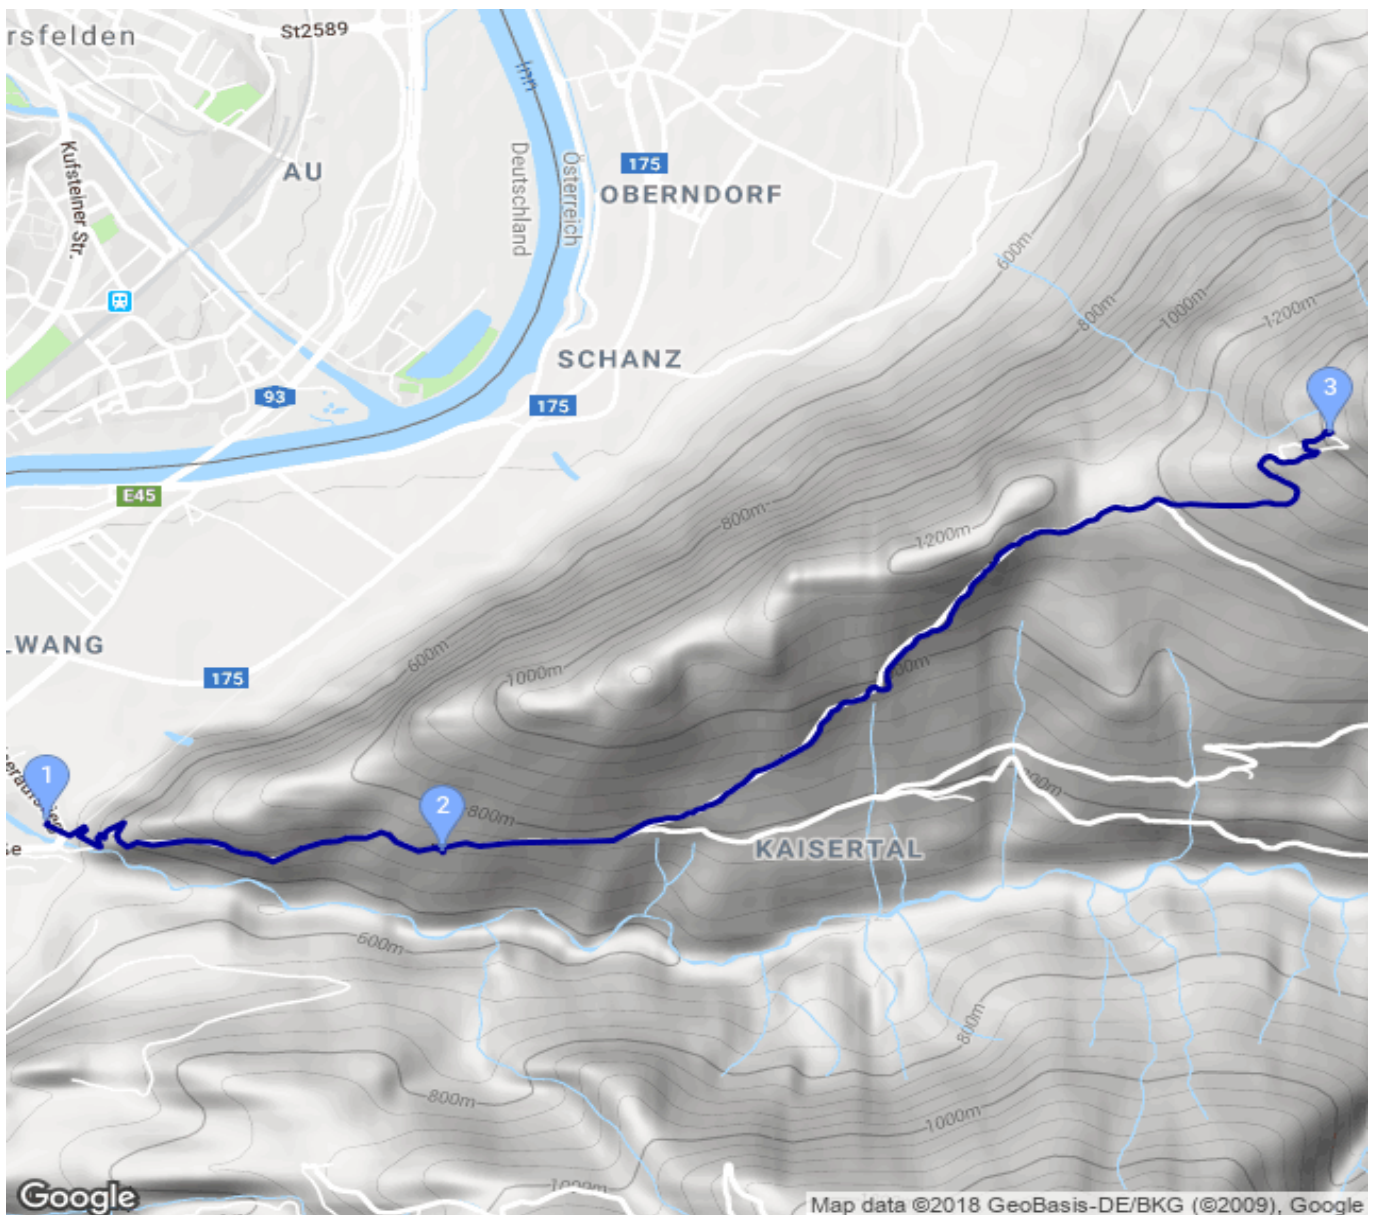 rsfelden
St2589
Inn
Kufsteiner Str.
AU
Deutschland
Österreich
175
OBERNDORF
600m
800m
1000m
1200m
SCHANZ
93
175
3
E45
800m
1200m
LWANG
600m
175
1000m
1
2
800m
KAISERTAL
600m
800m
800m
1000m
1000m
Google
Map data ©2018 GeoBasis-DE/BKG (©2009), Google